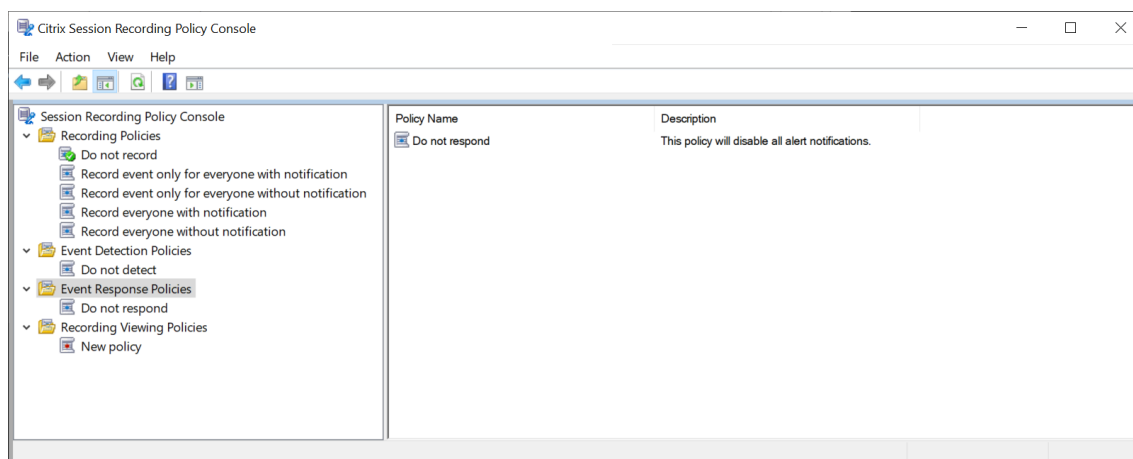 Citrix Session Recording Policy Console
File Action View Help
Session Recording Policy Console
Recording Policies
Do not record
Record event only for everyone with notification
Record event only for everyone without notification
Record everyone with notification
Record everyone without notification
Event Detection Policies
Do not detect
Event Response Policies
Do not respond
Recording Viewing Policies
New policy
Policy Name Description
Do not respond This policy will disable all alert notifications.